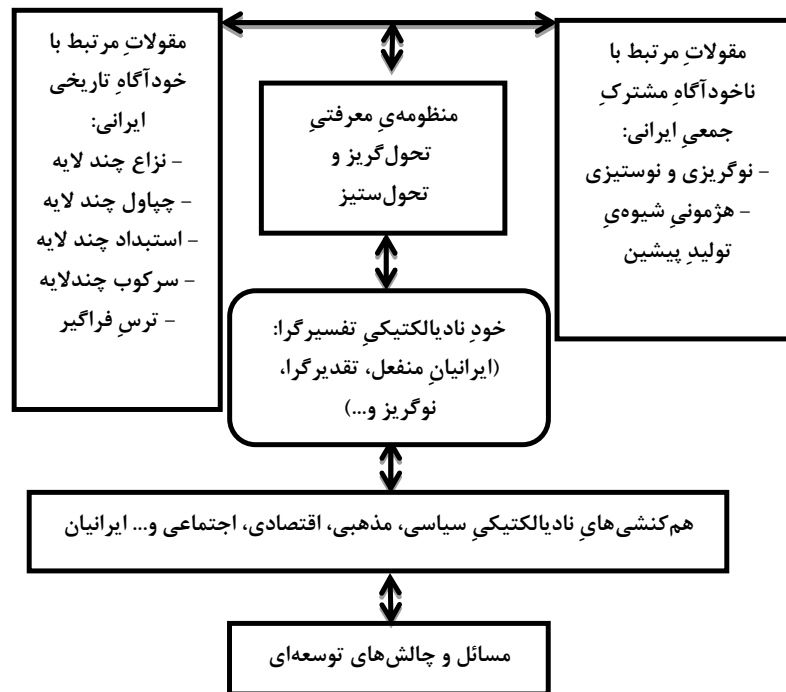 مقولاتِ مرتبط با
ناخودآگاهِ مشترکِ
جمعیِ ایرانی:
- نوگریزی و نوستیزی
- هژمونیِ شیوه‌یِ
تولیدِ پیشین
منظومه‌یِ معرفتیِ
تحول‌گریز و
تحول‌ستیز
مقولاتِ مرتبط با
خودآگاهِ تاریخی
ایرانی:
- نزاع چند لایه
- چپاول چند لایه
- استبداد چند لایه
- سرکوب چندلایه
- ترسِ فراگیر
خودِ نادیالکتیکیِ تفسیرگرا:
(ایرانیانِ منفعل، تقدیرگرا،
نوگریز و...)
هم‌کنشی‌هایِ نادیالکتیکیِ سیاسی، مذهبی، اقتصادی، اجتماعی و... ایرانیان
مسائل و چالش‌های توسعه‌ای